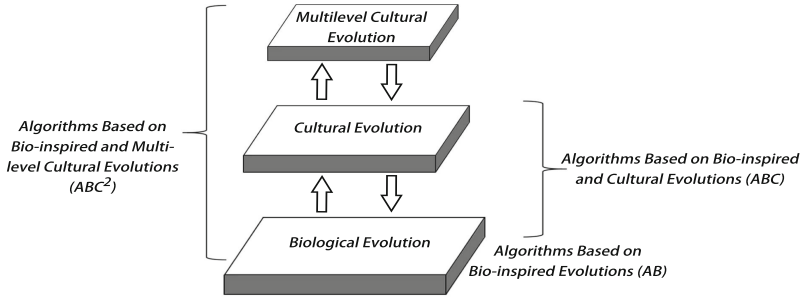 Multilevel Cultural
Evolution
Cultural Evolution
Biological Evolution
Algorithms Based on
Bio-inspired and Multi-
level Cultural Evolutions
(ABC²)
Algorithms Based on Bio-inspired
and Cultural Evolutions (ABC)
Algorithms Based on
Bio-inspired Evolutions (AB)